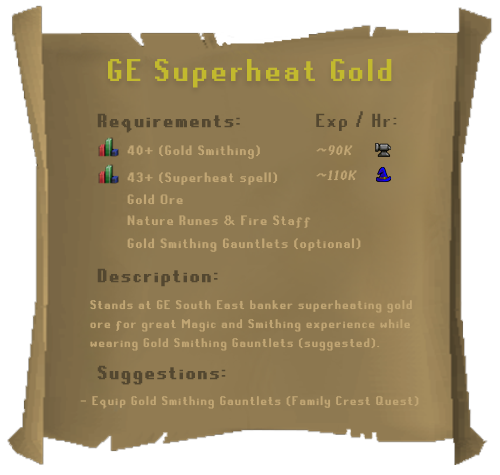 GE Superheat Gold
Requirements: Exp / Hr:
40+ (Gold Smithing) ~90K
43+ (Superheat spell) ~110K
Gold Ore
Nature Runes & Fire Staff
Gold Smithing Gauntlets (optional)
Description:
Stands at GE South East banker superheating gold
ore for great Magic and Smithing experience while
wearing Gold Smithing Gauntlets (suggested).
Suggestions:
- Equip Gold Smithing Gauntlets (Family Crest Quest)